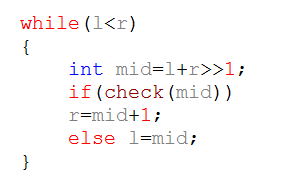 while(l<r)
{
    int mid=l+r>>1;
    if(check(mid))
    r=mid+1;
    else l=mid;
}